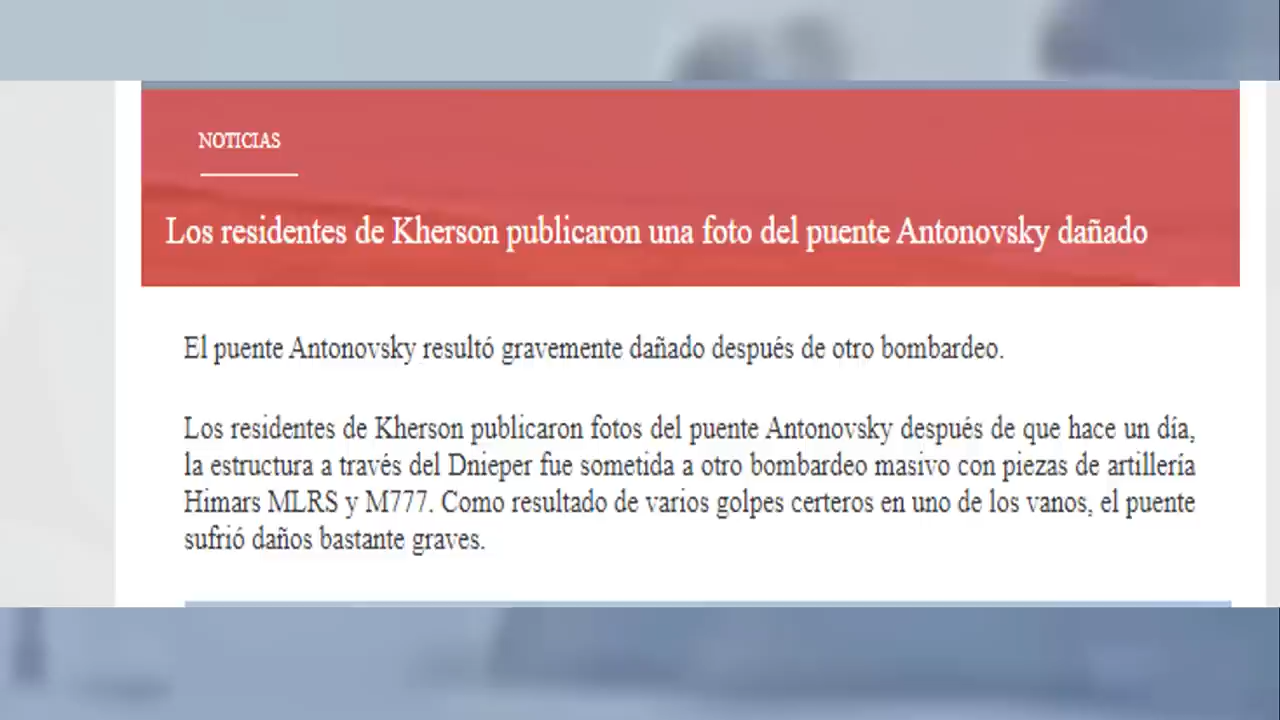 NOTICIAS
Los residentes de Kherson publicaron una foto del puente Antonovsky dañado
El puente Antonovsky resultó gravemente dañado después de otro bombardeo.
Los residentes de Kherson publicaron fotos del puente Antonovsky después de que hace un día,
la estructura a través del Dnieper fue sometida a otro bombardeo masivo con piezas de artillería
Himars MLRS y M777. Como resultado de varios golpes certeros en uno de los vanos, el puente
sufrió daños bastante graves.